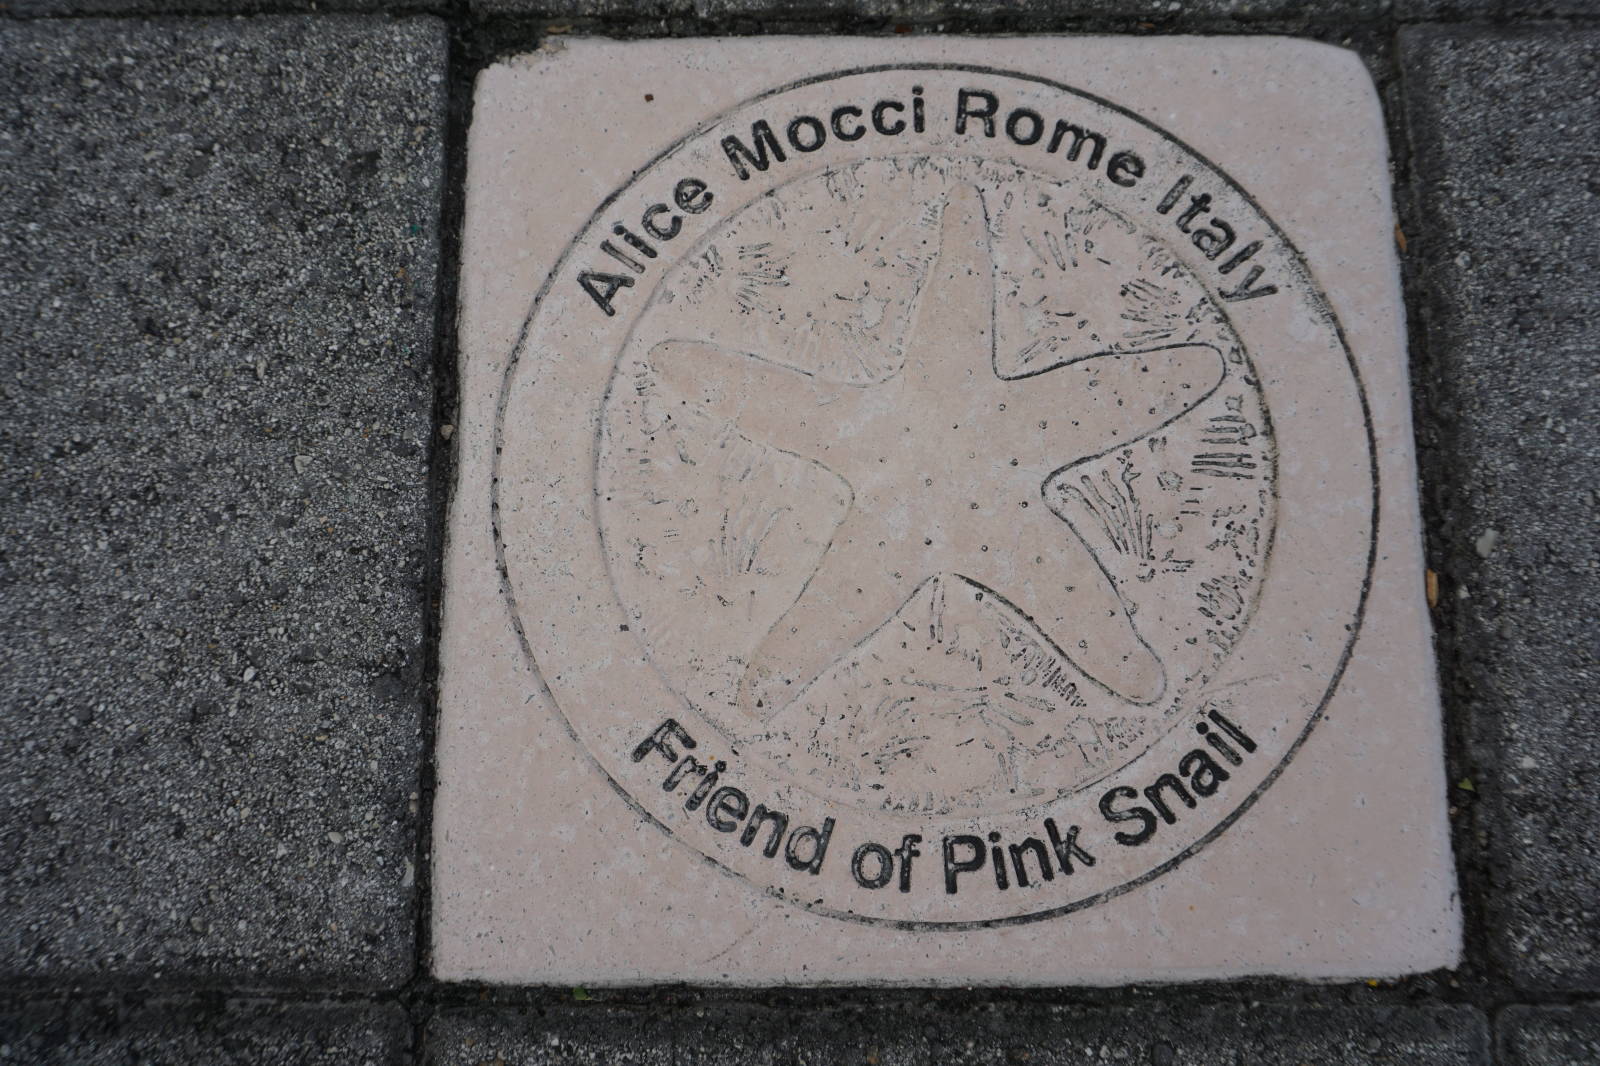 Alice Mocci Rome Italy
Friend of Pink Snail